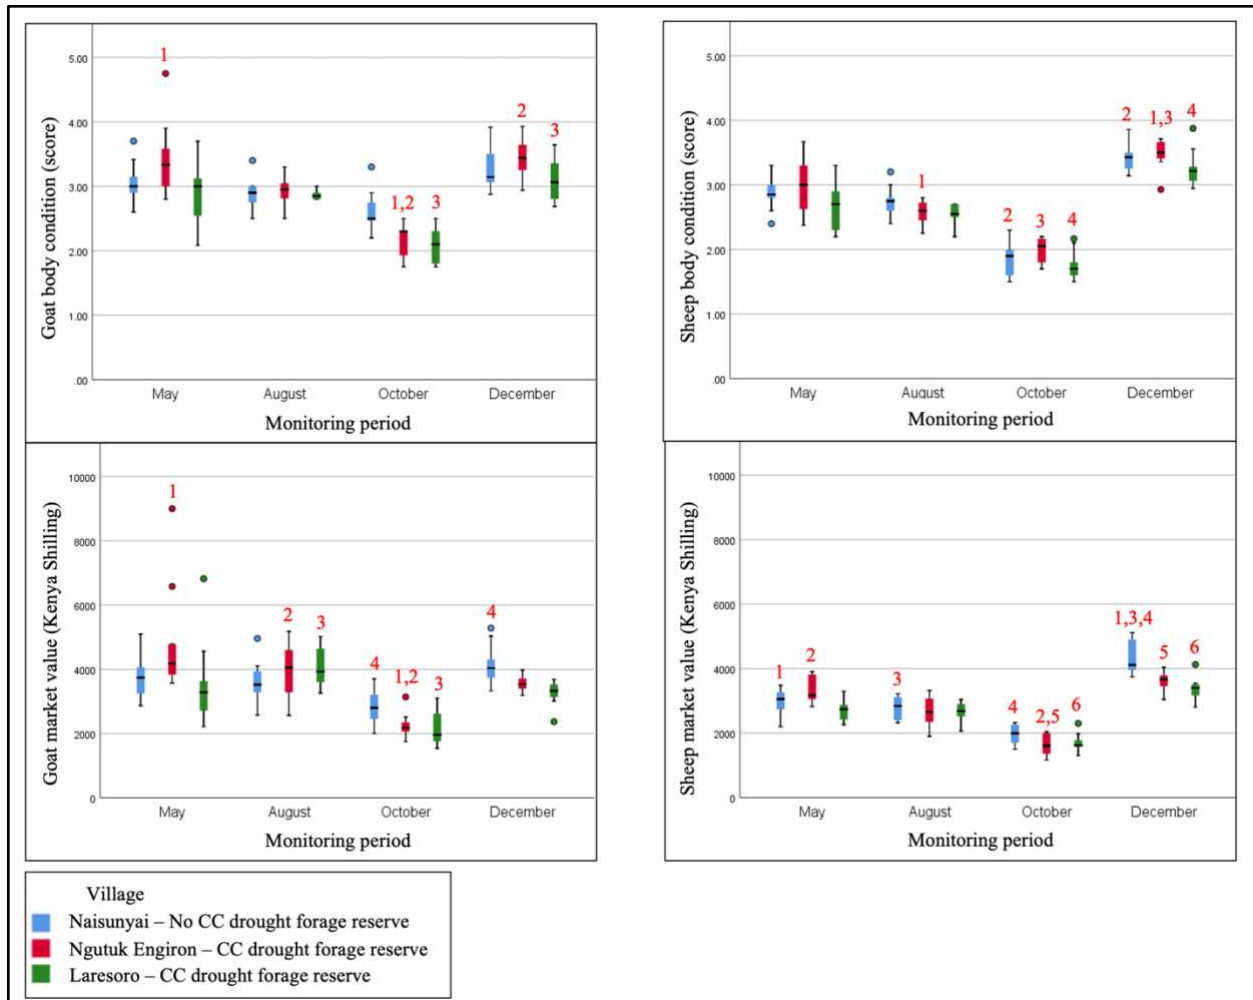 5.00
4.00
3.00
2.00
1.00
.00
Goat body condition (score)
1
1,2
3
2
3
May
August
October
December
Monitoring period
5.00
4.00
3.00
2.00
1.00
.00
Sheep body condition (score)
1
2
3
4
2
1,3
4
May
August
October
December
Monitoring period
10000
8000
6000
4000
2000
0
Goat market value (Kenya Shilling)
1
2
3
4
1,2
3
4
May
August
October
December
Monitoring period
10000
8000
6000
4000
2000
0
Sheep market value (Kenya Shilling)
1
2
3
4
2,5
6
1,3,4
5
6
May
August
October
December
Monitoring period
Village
Naisunyai – No CC drought forage reserve
Ngutuk Engiron – CC drought forage reserve
Laresoro – CC drought forage reserve